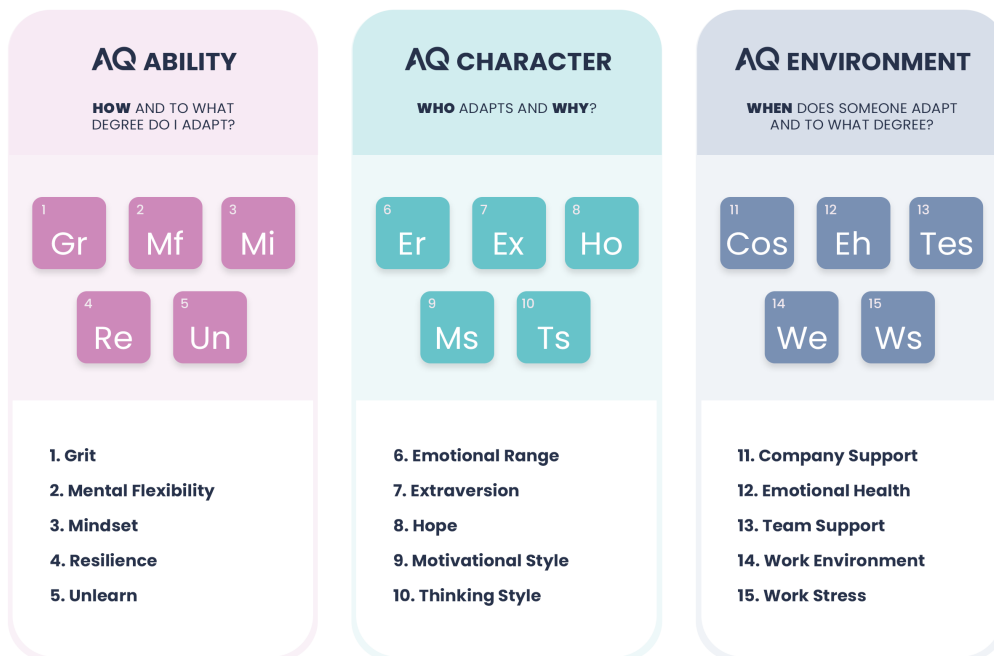 AQ ABILITY
HOW AND TO WHAT
DEGREE DO I ADAPT?
1
Gr
2
Mf
3
Mi
4
Re
5
Un
1. Grit
2. Mental Flexibility
3. Mindset
4. Resilience
5. Unlearn
AQ CHARACTER
WHO ADAPTS AND WHY?
6
Er
7
Ex
8
Ho
9
Ms
10
Ts
6. Emotional Range
7. Extraversion
8. Hope
9. Motivational Style
10. Thinking Style
AQ ENVIRONMENT
WHEN DOES SOMEONE ADAPT
AND TO WHAT DEGREE?
11
Cos
12
Eh
13
Tes
14
We
15
Ws
11. Company Support
12. Emotional Health
13. Team Support
14. Work Environment
15. Work Stress